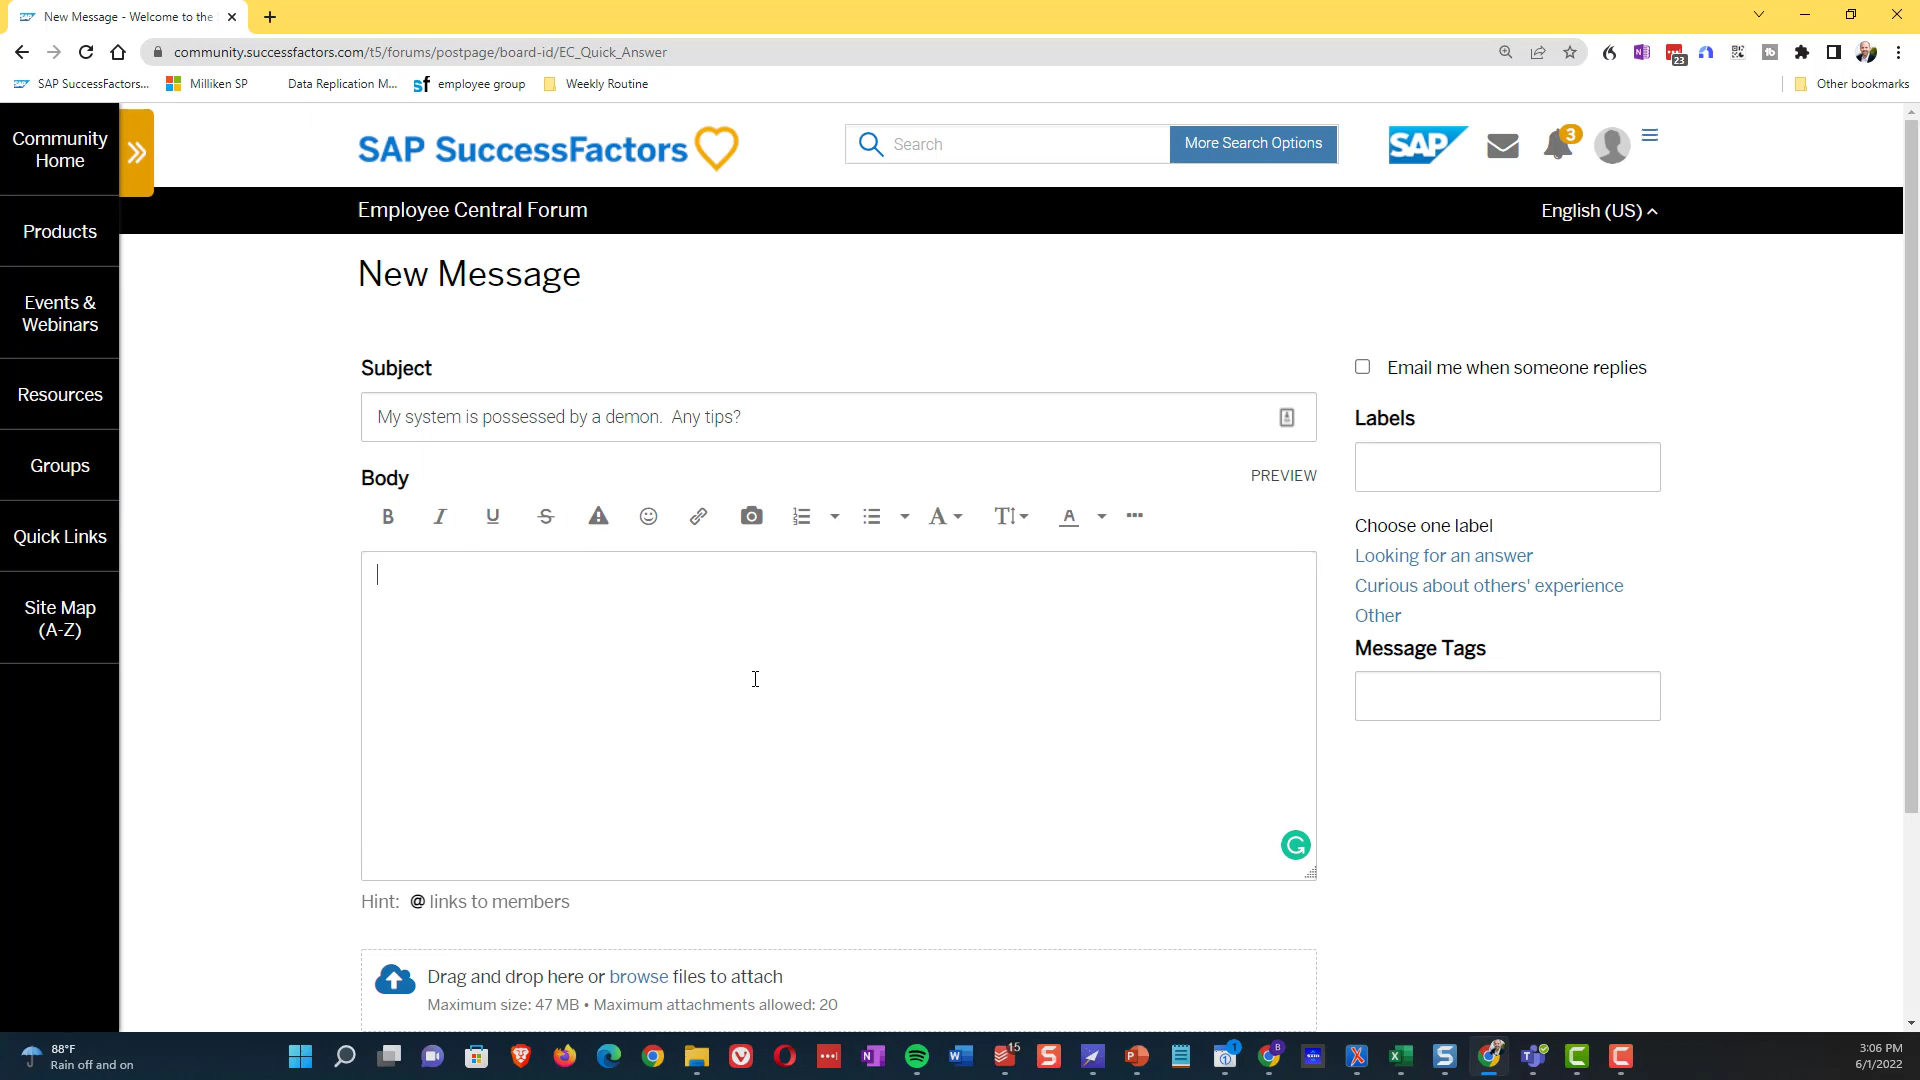 New Message - Welcome to the
community.successfactors.com/t5/forums/postpage/board-id/EC_Quick_Answer
23
SAP SuccessFactors...
Milliken SP
Data Replication M...
employee group
Weekly Routine
Other bookmarks
Community Home
Products
Events & Webinars
Resources
Groups
Quick Links
Site Map (A-Z)
SAP SuccessFactors
Search
More Search Options
SAP
3
Employee Central Forum
English (US)
New Message
Subject
My system is possessed by a demon.  Any tips?
Body
PREVIEW
Hint: @ links to members
Drag and drop here or browse files to attach
Maximum size: 47 MB • Maximum attachments allowed: 20
Email me when someone replies
Labels
Choose one label
Looking for an answer
Curious about others' experience
Other
Message Tags
88°F
Rain off and on
15
1
B
3:06 PM
6/1/2022